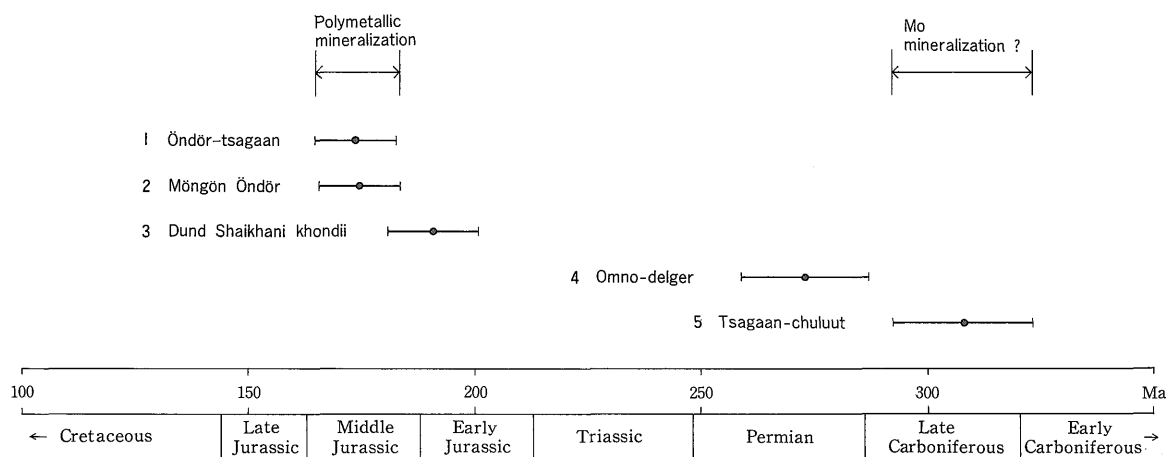 Polymetallic
mineralization
Mo
mineralization ?
1 Öndör-tsagaan
2 Möngön Öndör
3 Dund Shaikhani khondii
4 Omno-delger
5 Tsagaan-chuluut
100 150 200 250 300 Ma
← Cretaceous
Late
Jurassic
Middle
Jurassic
Early
Jurassic
Triassic
Permian
Late
Carboniferous
Early
Carboniferous →